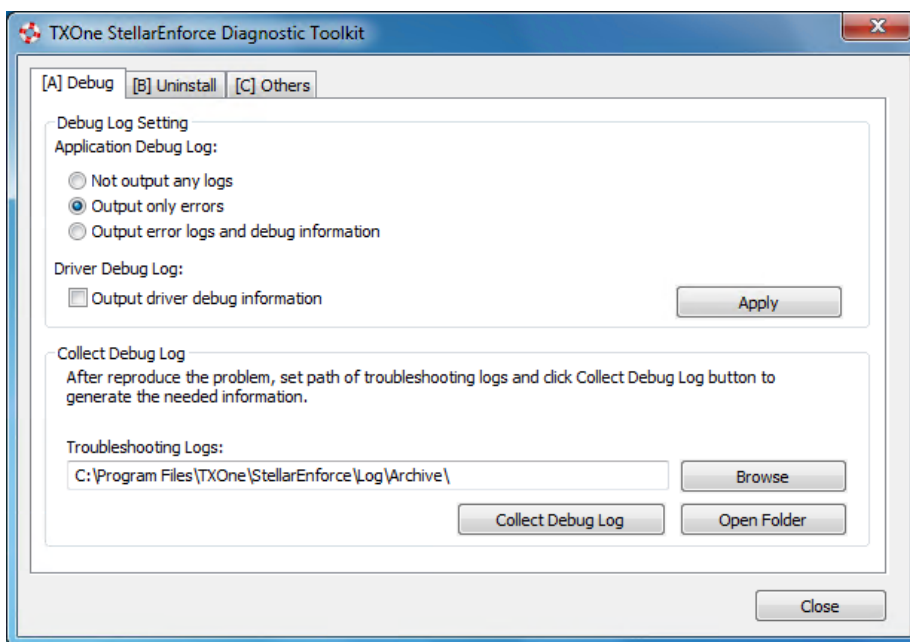 TXOne StellarEnforce Diagnostic Toolkit
[A] Debug
[B] Uninstall
[C] Others
Debug Log Setting
Application Debug Log:
Not output any logs
Output only errors
Output error logs and debug information
Driver Debug Log:
Output driver debug information
Apply
Collect Debug Log
After reproduce the problem, set path of troubleshooting logs and click Collect Debug Log button to
generate the needed information.
Troubleshooting Logs:
C:\Program Files\TXOne\StellarEnforce\Log\Archive\
Browse
Collect Debug Log
Open Folder
Close